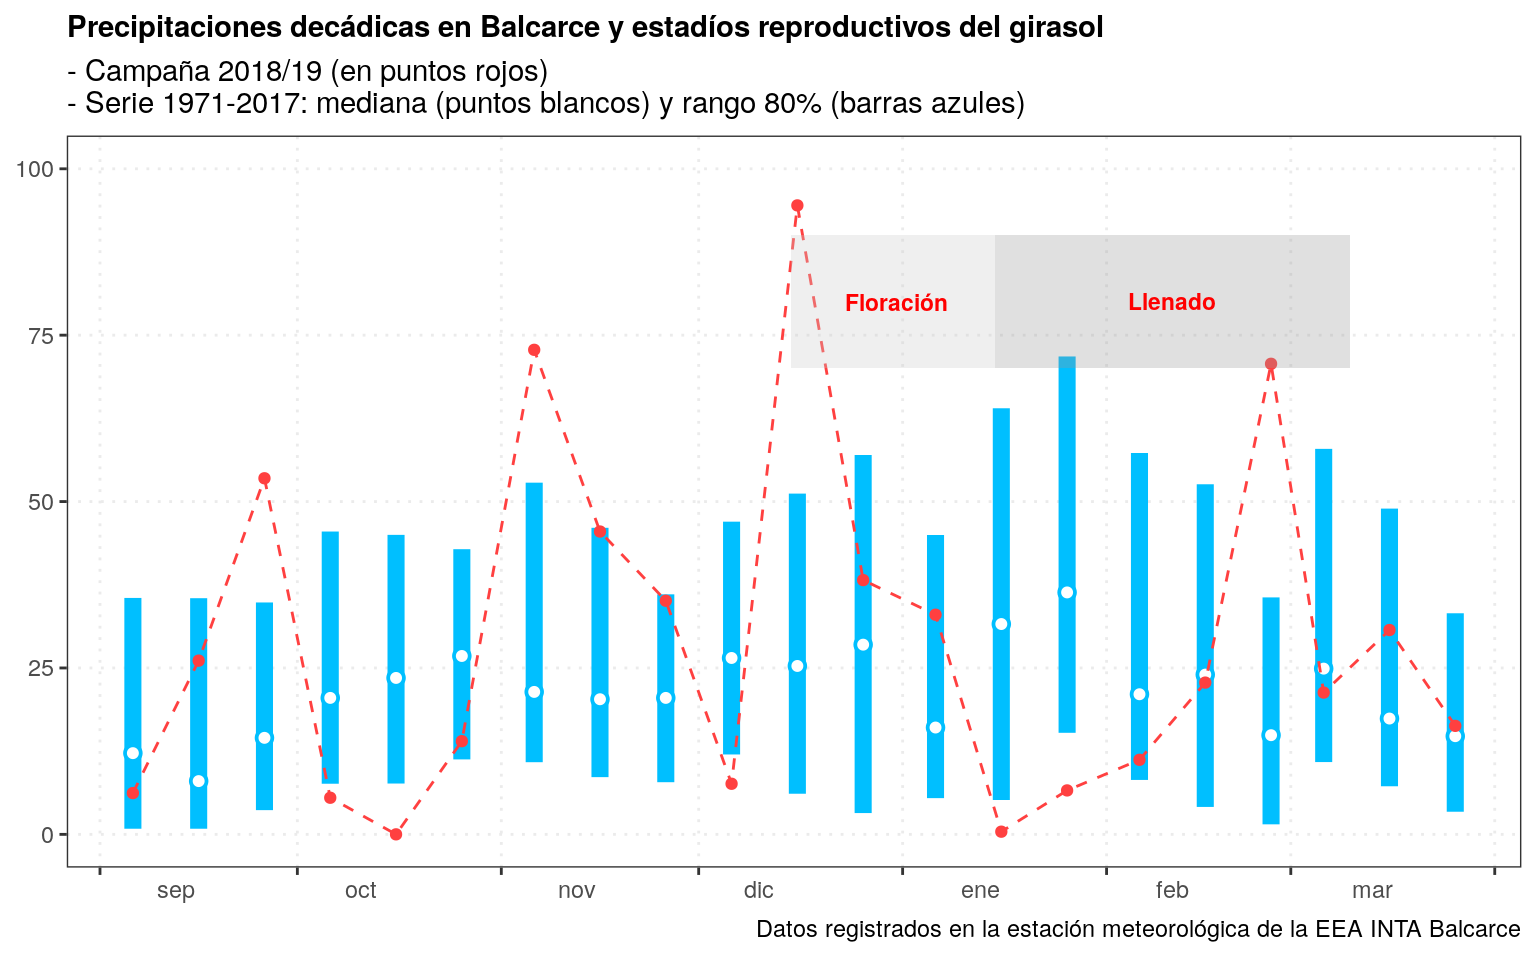 Precipitaciones decádicas en Balcarce y estadíos reproductivos del girasol
- Campaña 2018/19 (en puntos rojos)
- Serie 1971-2017: mediana (puntos blancos) y rango 80% (barras azules)
100
75
50
25
0
Floración
Llenado
sep oct nov dic ene feb mar
Datos registrados en la estación meteorológica de la EEA INTA Balcarce